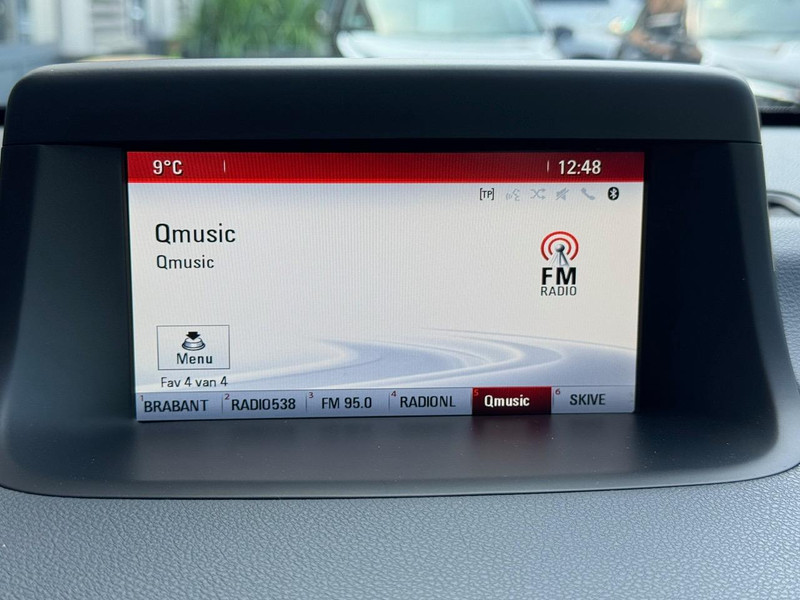 9°C 12:48
[TP]
Qmusic
Qmusic
FM
RADIO
Menu
Fav 4 van 4
1 BRABANT 2 RADIO538 3 FM 95.0 4 RADIONL 5 Qmusic 6 SKIVE